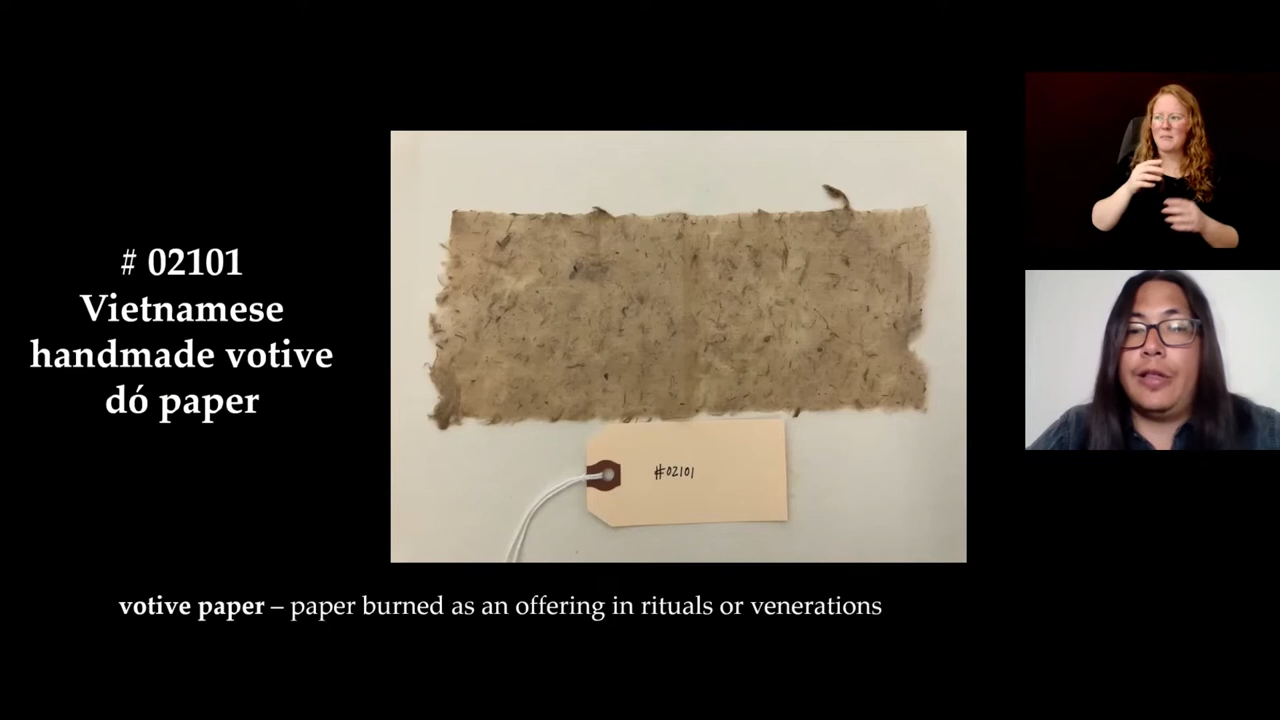 # 02101
Vietnamese
handmade votive
dó paper
#02101
votive paper – paper burned as an offering in rituals or venerations